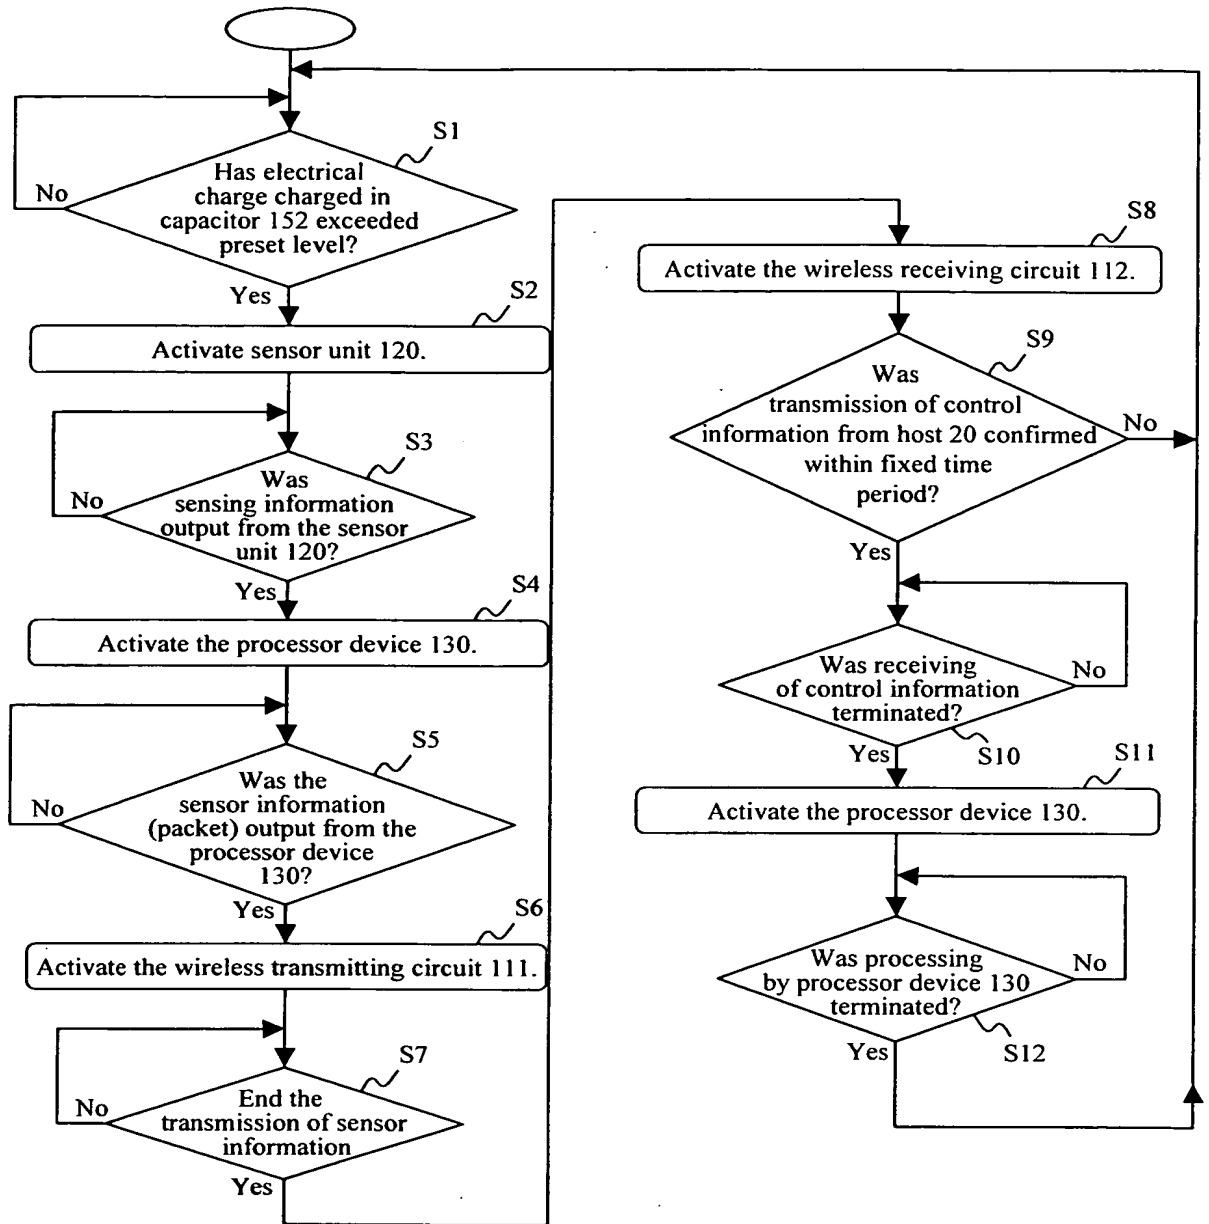 S1
Has electrical
charge charged in
capacitor 152 exceeded
preset level?
No
Yes
S2
Activate sensor unit 120.
S3
Was
sensing information
output from the sensor
unit 120?
No
Yes
S4
Activate the processor device 130.
S5
Was the
sensor information
(packet) output from the
processor device
130?
No
Yes
S6
Activate the wireless transmitting circuit 111.
S7
End the
transmission of sensor
information
No
Yes
S8
Activate the wireless receiving circuit 112.
S9
Was
transmission of control
information from host 20 confirmed
within fixed time
period?
No
Yes
Was receiving
of control information
terminated?
No
Yes
S10
S11
Activate the processor device 130.
Was processing
by processor device 130
terminated?
No
Yes
S12